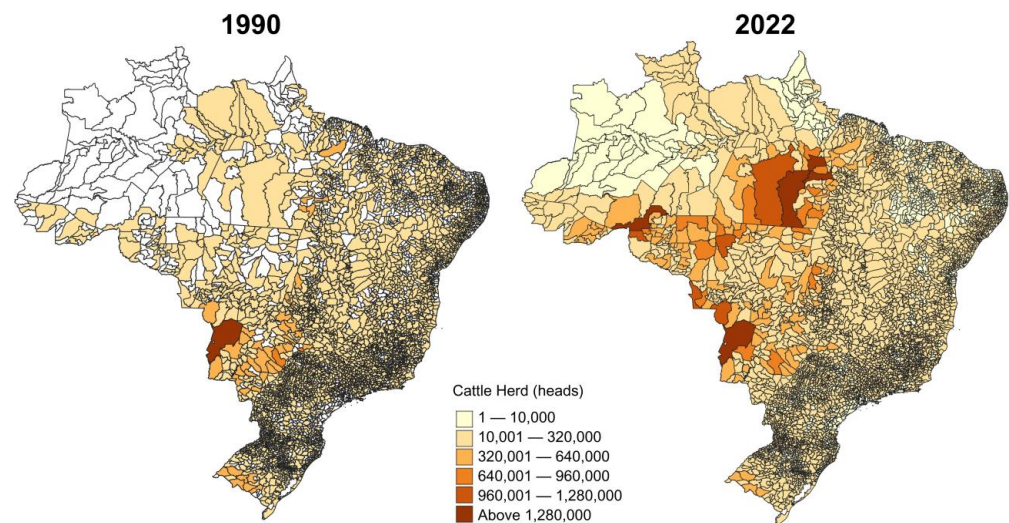 1990
2022
Cattle Herd (heads)
1 — 10,000
10,001 — 320,000
320,001 — 640,000
640,001 — 960,000
960,001 — 1,280,000
Above 1,280,000